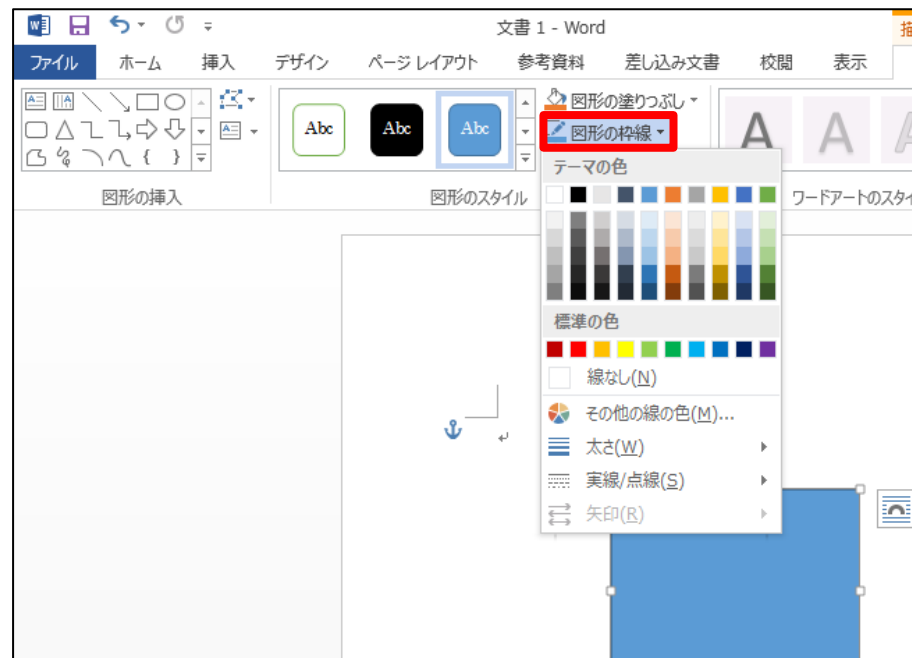 文書 1 - Word
描
ファイル ホーム 挿入 デザイン ページ レイアウト 参考資料 差し込み文書 校閲 表示
Abc Abc Abc
図形の塗りつぶし
図形の枠線
A A A
図形の挿入 図形のスタイル ワードアートのスタイ
テーマの色
標準の色
線なし(N)
その他の線の色(M)...
太さ(W)
実線/点線(S)
矢印(R)